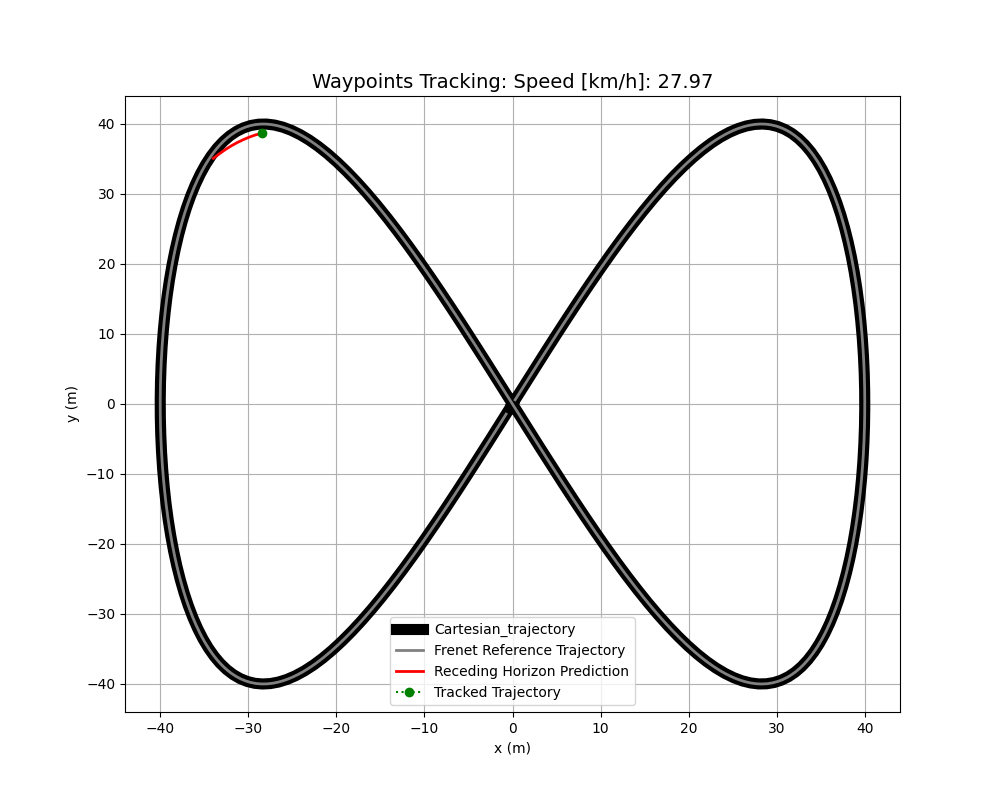 Waypoints Tracking: Speed [km/h]: 27.97
40
30
20
10
0
−10
−20
−30
−40
y (m)
Cartesian_trajectory
Frenet Reference Trajectory
Receding Horizon Prediction
Tracked Trajectory
−40 −30 −20 −10 0 10 20 30 40
x (m)